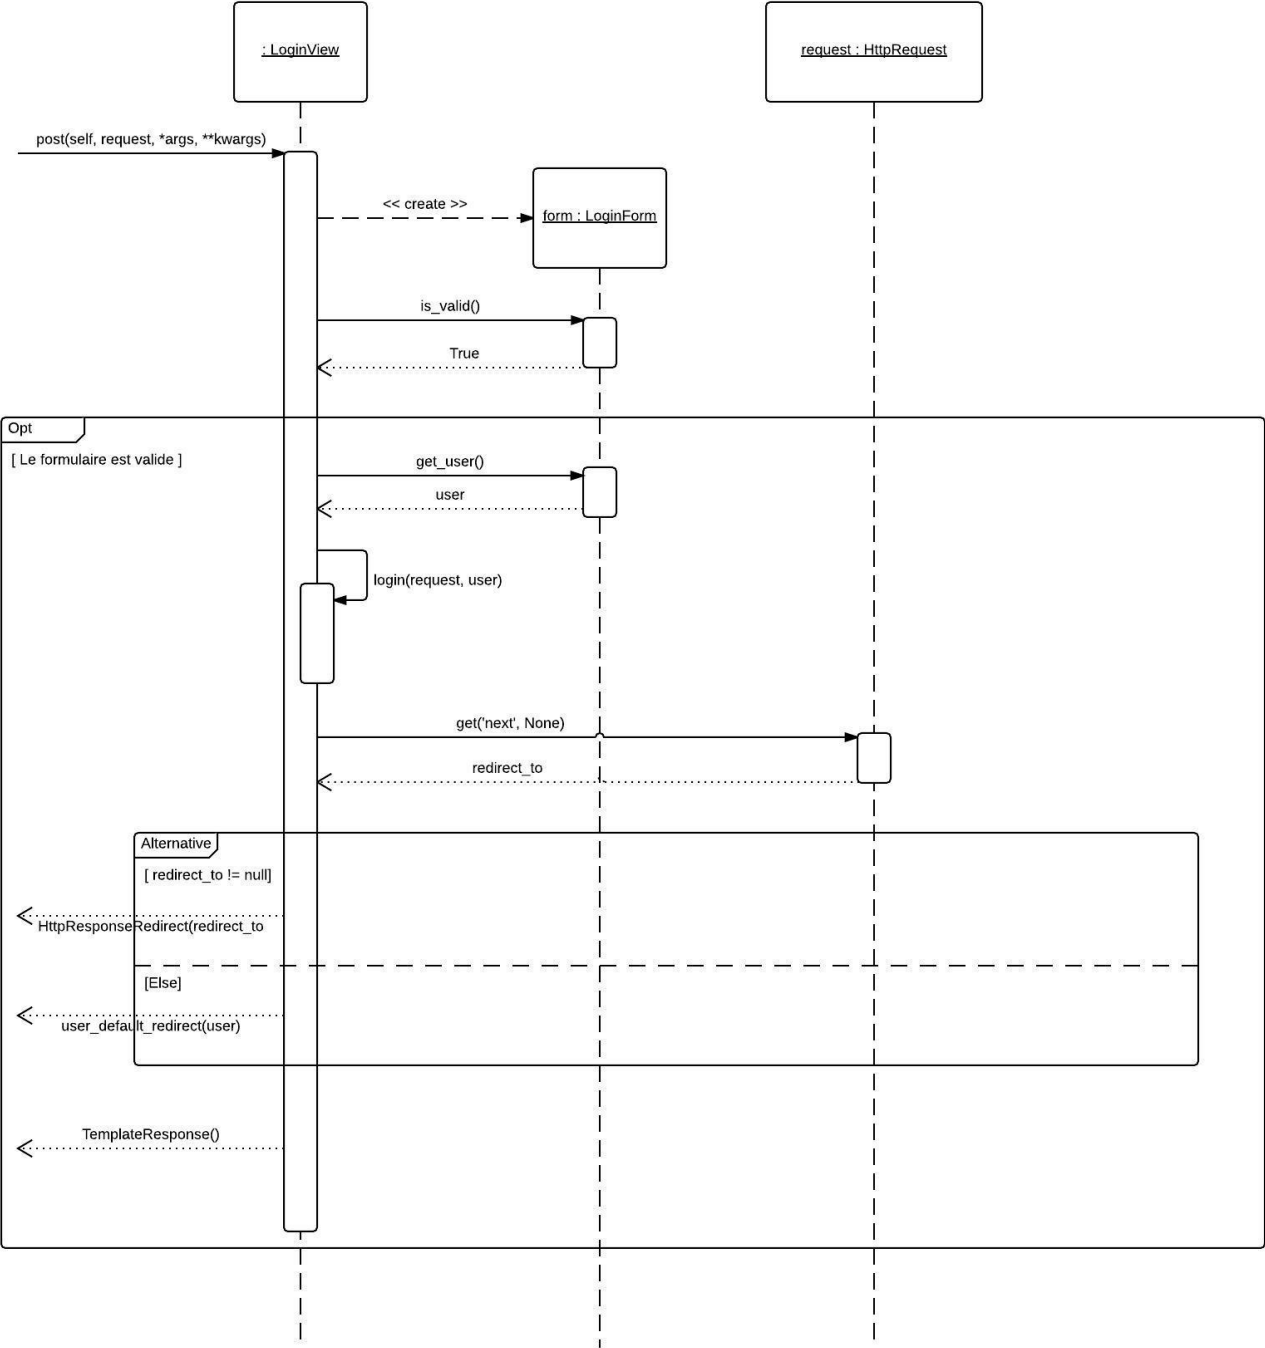 : LoginView
request : HttpRequest
post(self, request, *args, **kwargs)
<< create >>
form : LoginForm
is_valid()
True
Opt
[ Le formulaire est valide ]
get_user()
user
login(request, user)
get('next', None)
redirect_to
Alternative
[ redirect_to != null]
HttpResponseRedirect(redirect_to
[Else]
user_default_redirect(user)
TemplateResponse()